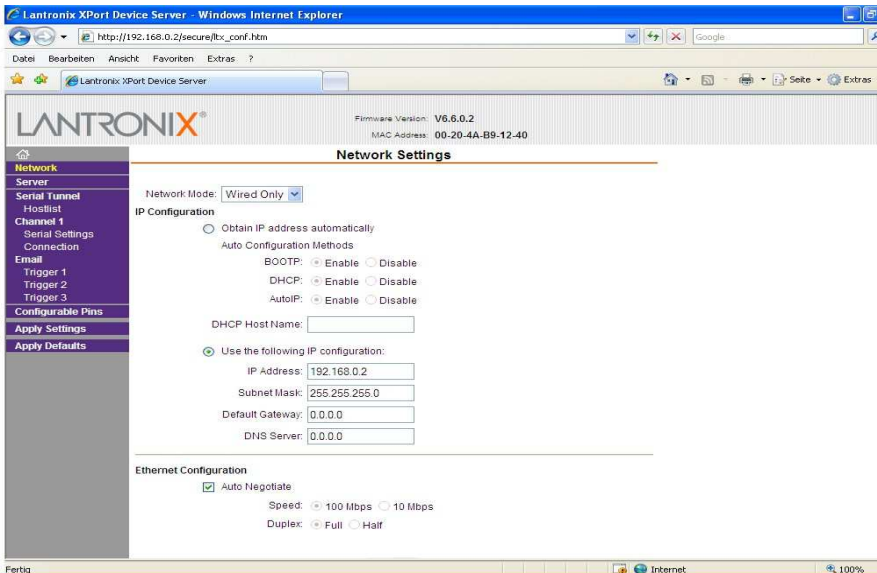 Lantronix XPort Device Server - Windows Internet Explorer
http://192.168.0.2/secure/ltx_conf.htm
Google
Datei Bearbeiten Ansicht Favoriten Extras ?
Lantronix XPort Device Server
Seite
Extras
LANTRONIX®
Firmware Version: V6.6.0.2
MAC Address: 00-20-4A-B9-12-40
Network
Server
Serial Tunnel
Hostlist
Channel 1
Serial Settings
Connection
Email
Trigger 1
Trigger 2
Trigger 3
Configurable Pins
Apply Settings
Apply Defaults
Network Settings
Network Mode: Wired Only
IP Configuration
Obtain IP address automatically
Auto Configuration Methods
BOOTP: Enable Disable
DHCP: Enable Disable
AutoIP: Enable Disable
DHCP Host Name:
Use the following IP configuration:
IP Address: 192.168.0.2
Subnet Mask: 255.255.255.0
Default Gateway: 0.0.0.0
DNS Server: 0.0.0.0
Ethernet Configuration
Auto Negotiate
Speed: 100 Mbps 10 Mbps
Duplex: Full Half
Fertig
Internet
100%